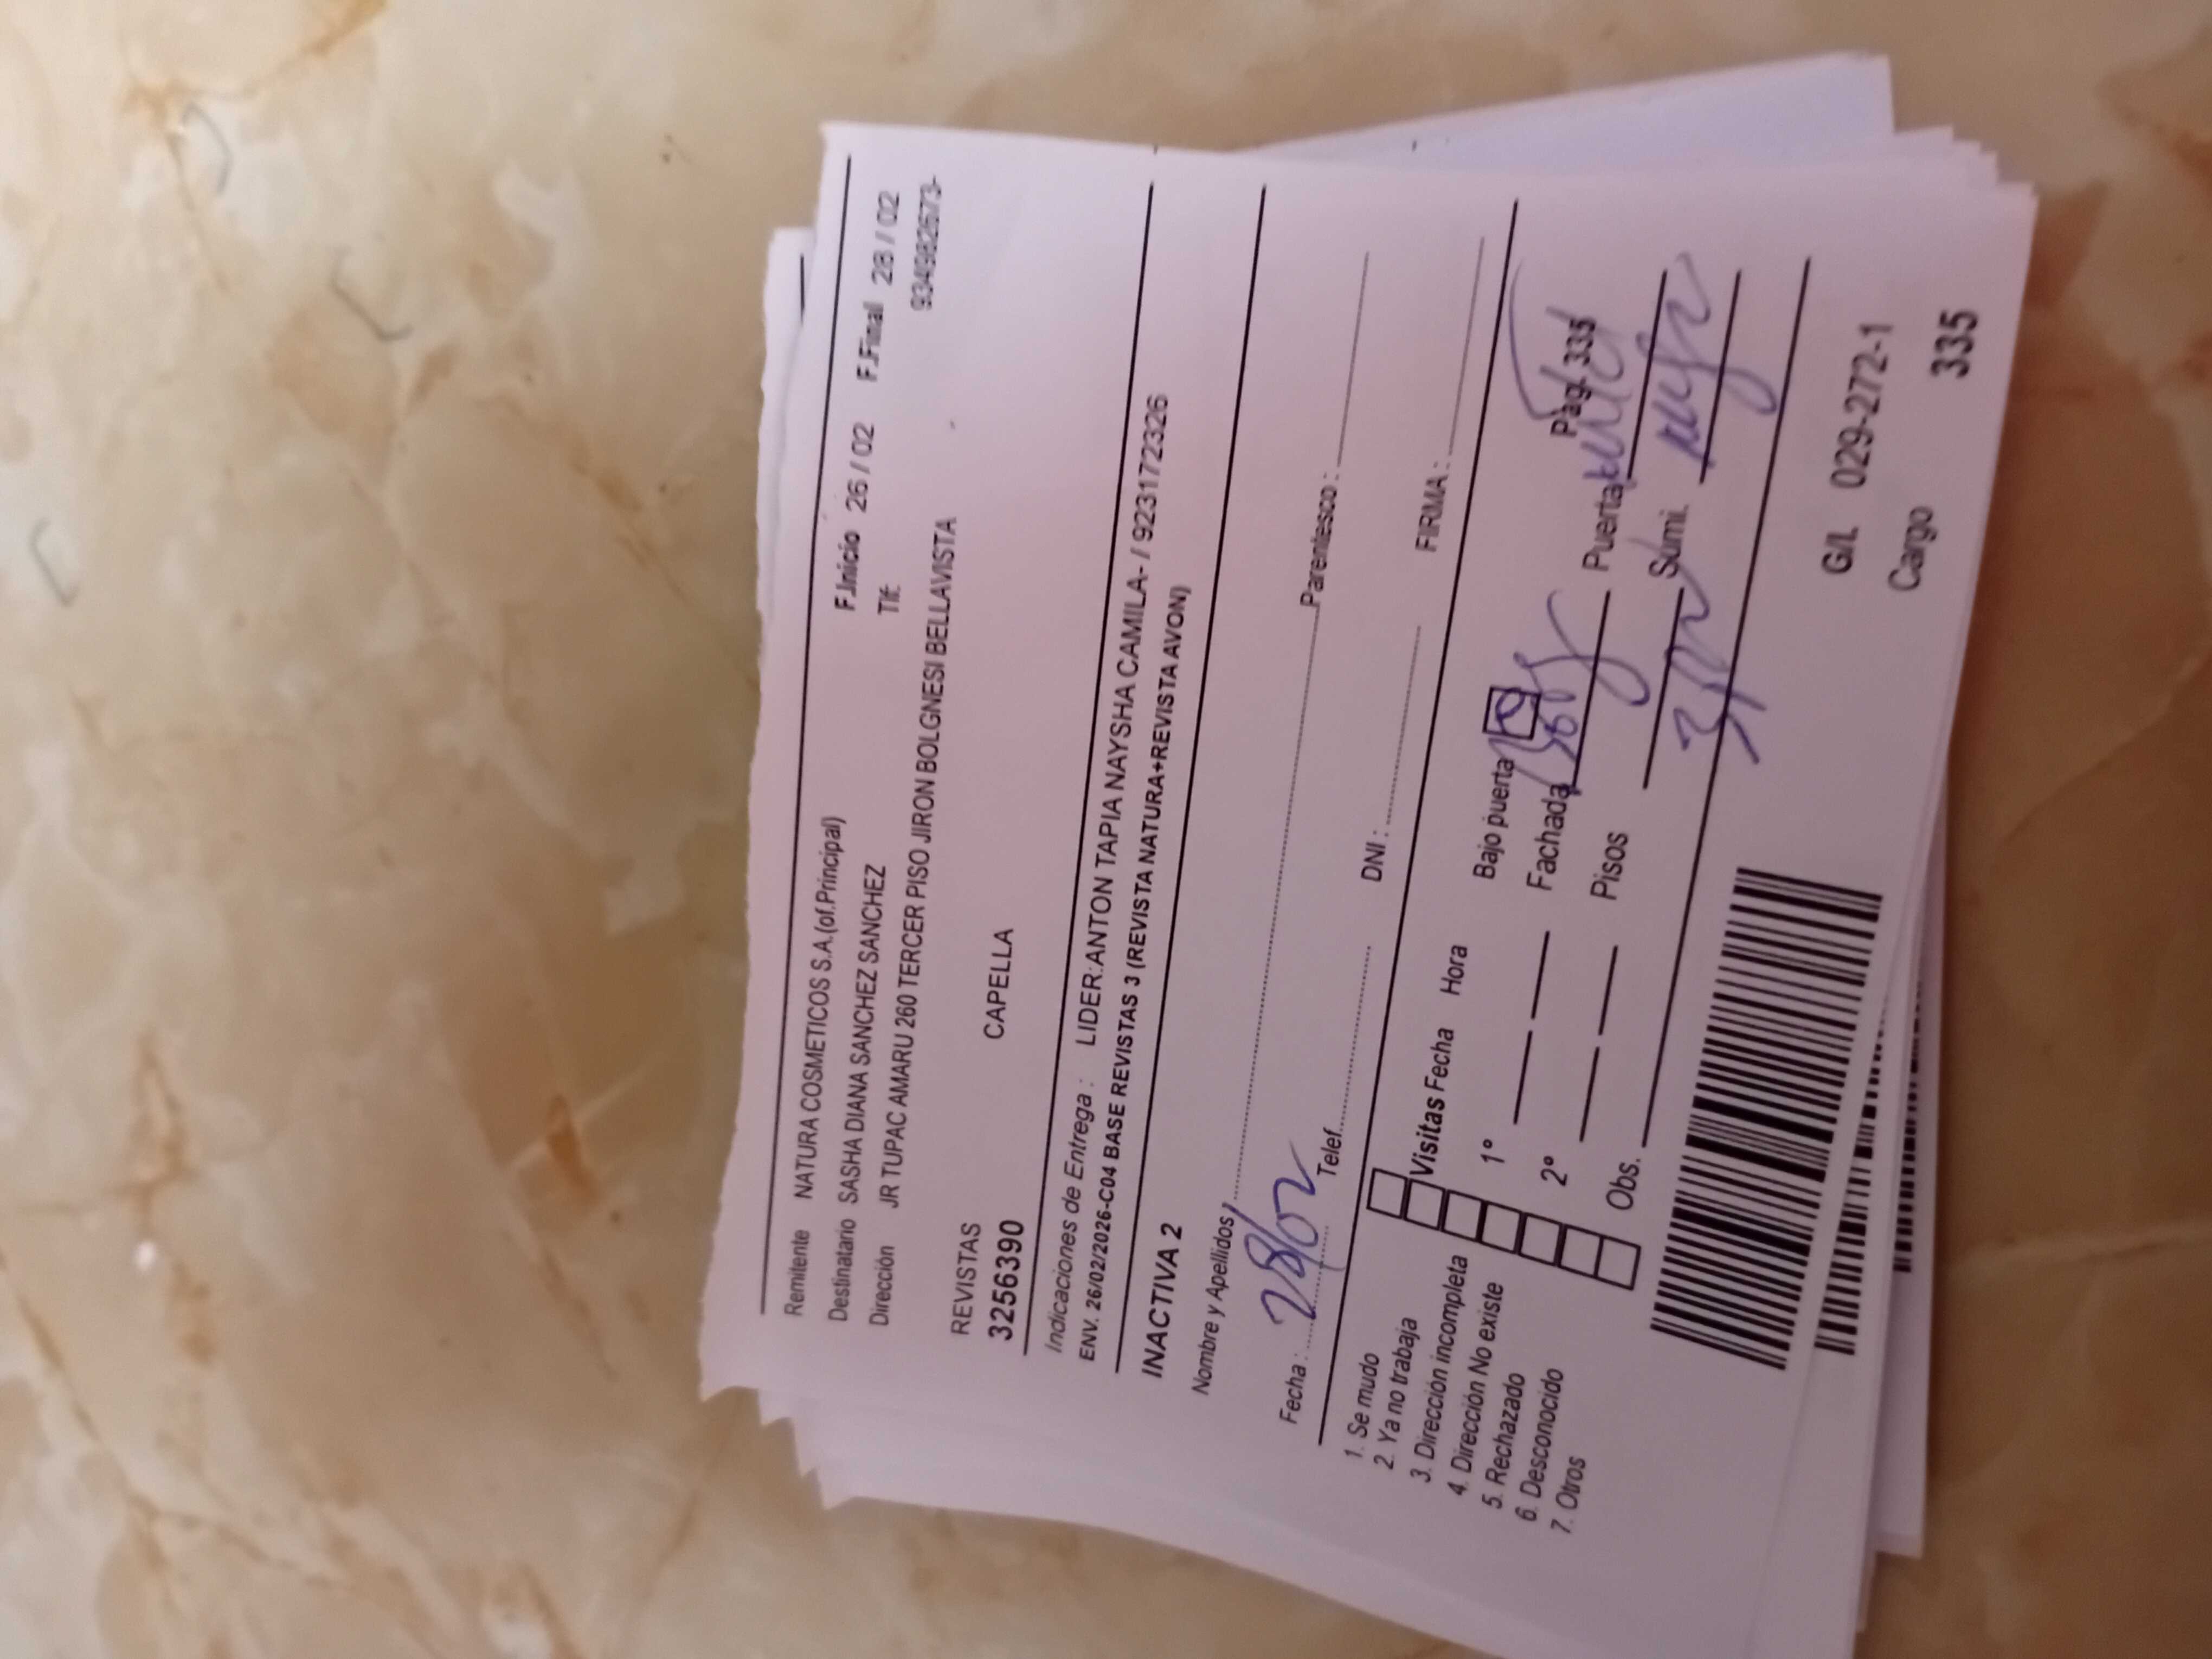 Remitente NATURA COSMETICOS S.A.(of.Principal) F.Inicio 26 / 02 F.Final 28 / 02
Destinatario SASHA DIANA SANCHEZ SANCHEZ Tlf.
Dirección JR TUPAC AMARU 260 TERCER PISO JIRON BOLGNESI BELLAVISTA
REVISTAS
3256390 CAPELLA
Indicaciones de Entrega : LIDER:ANTON TAPIA NAYSHA CAMILA- / 923172326
ENV. 26/02/2026-C04 BASE REVISTAS 3 (REVISTA NATURA+REVISTA AVON)
INACTIVA 2
Nombre y Apellidos Parentesco :
Fecha : 28/02 Telef. DNI : FIRMA :
1. Se mudo
2. Ya no trabaja
3. Dirección incompleta
4. Dirección No existe
5. Rechazado
6. Desconocido
7. Otros
Visitas Fecha Hora
1°
2°
Obs.
Bajo puerta Pág. 335
Fachada Puerta
Pisos Sumi.
G/L 029-272-1
Cargo 335